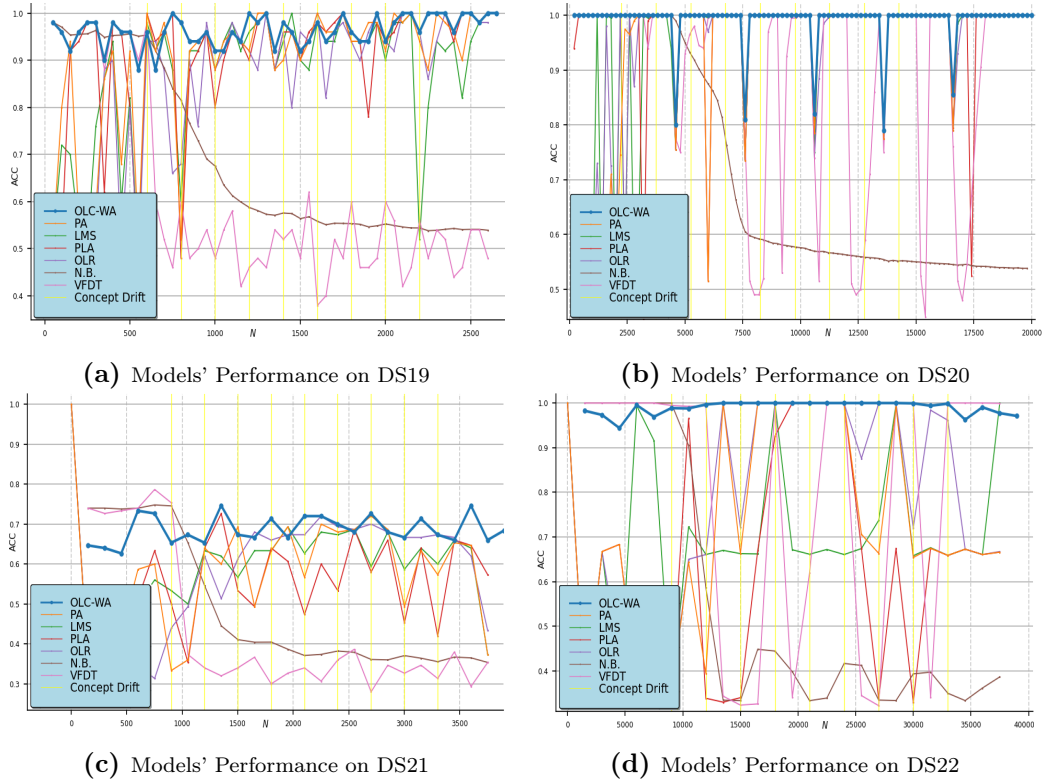 1.0
0.9
0.8
0.7
0.6
0.5
0.4
ACC
OLC-WA
PA
LMS
PLA
OLR
N.B.
VFDT
Concept Drift
0 500 1000 1500 2000 2500
N
(a) Models' Performance on DS19
1.0
0.9
0.8
0.7
0.6
0.5
ACC
OLC-WA
PA
LMS
PLA
OLR
N.B.
VFDT
Concept Drift
0 2500 5000 7500 10000 12500 15000 17500 20000
N
(b) Models' Performance on DS20
1.0
0.9
0.8
0.7
0.6
0.5
0.4
0.3
ACC
OLC-WA
PA
LMS
PLA
OLR
N.B.
VFDT
Concept Drift
0 500 1000 1500 2000 2500 3000 3500
N
(c) Models' Performance on DS21
1.0
0.9
0.8
0.7
0.6
0.5
0.4
ACC
OLC-WA
PA
LMS
PLA
OLR
N.B.
VFDT
Concept Drift
0 5000 10000 15000 20000 25000 30000 35000 40000
N
(d) Models' Performance on DS22